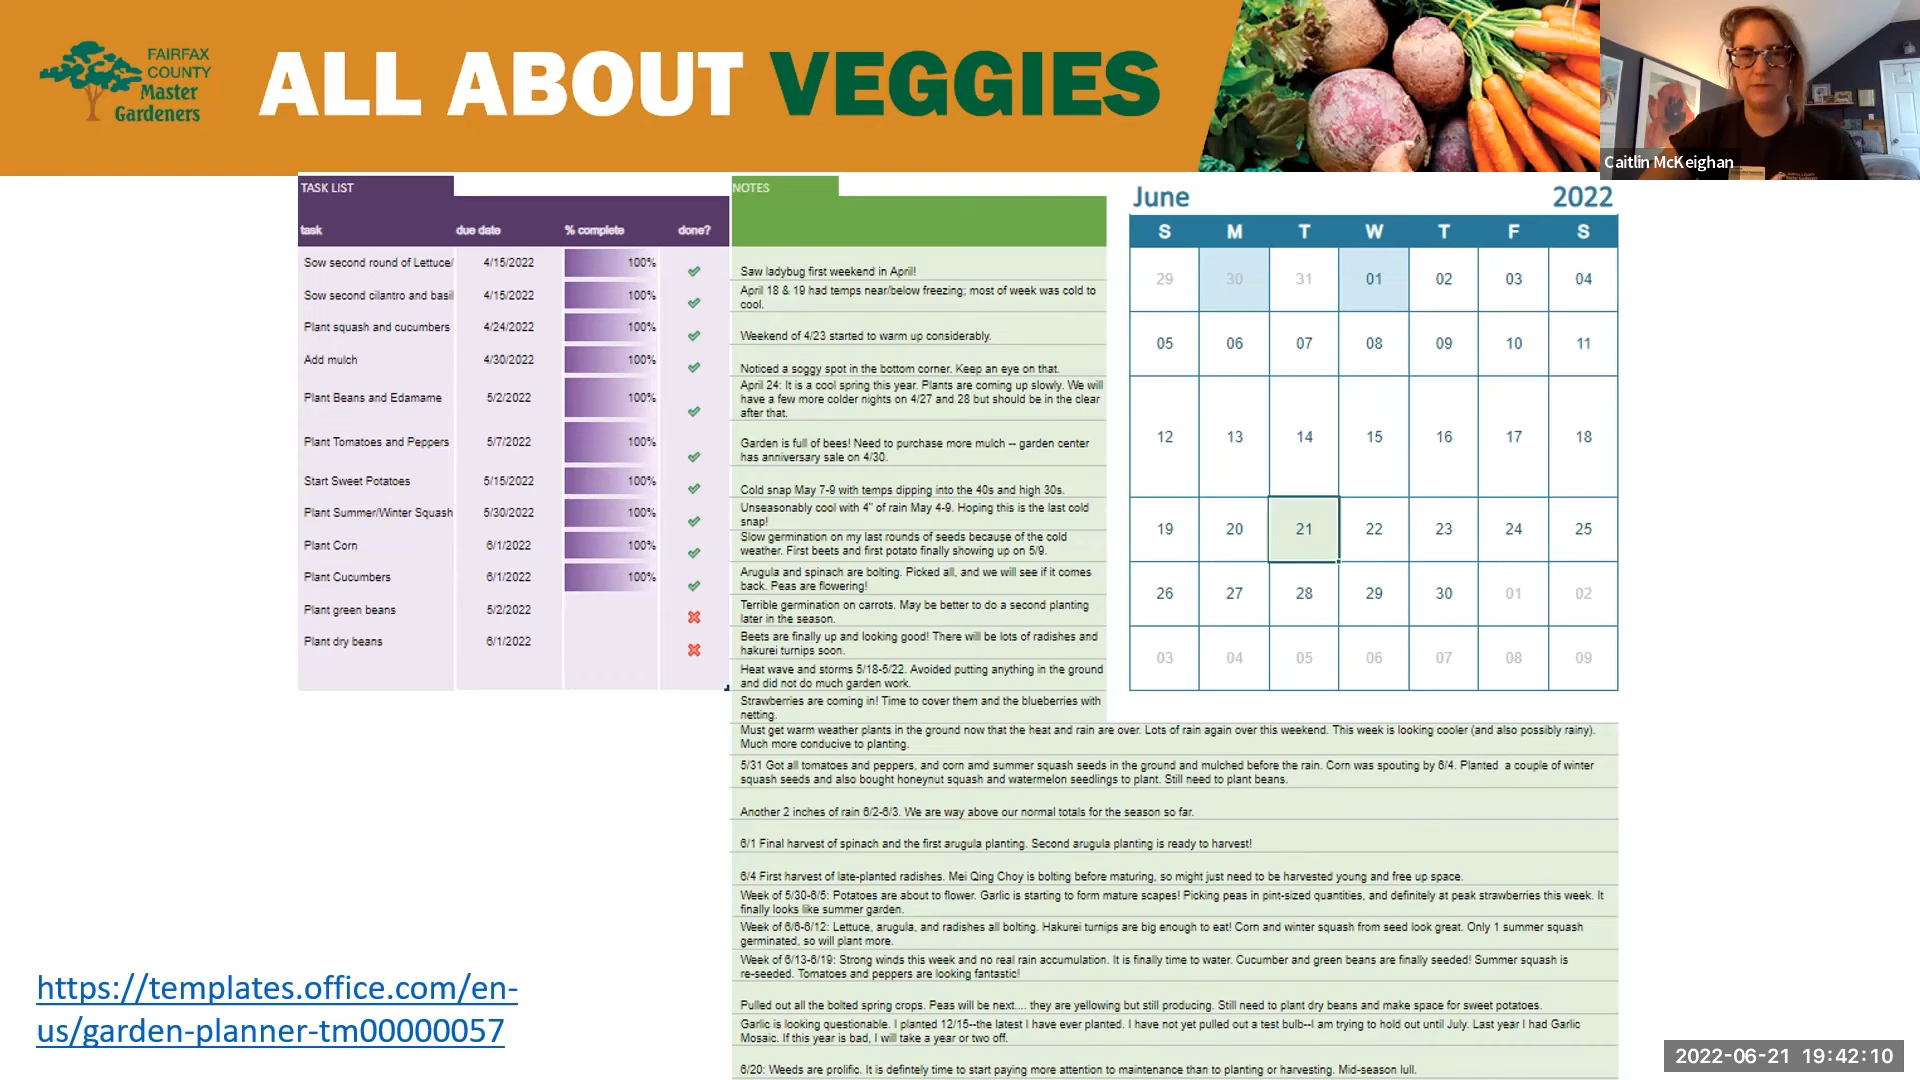 FAIRFAX
COUNTY
Master
Gardeners
ALL ABOUT VEGGIES
Caitlin McKeighan
TASK LIST
task due date % complete done?
Sow second round of Lettuce/ 4/15/2022 100%
Sow second cilantro and basil 4/15/2022 100%
Plant squash and cucumbers 4/24/2022 100%
Add mulch 4/30/2022 100%
Plant Beans and Edamame 5/2/2022 100%
Plant Tomatoes and Peppers 5/7/2022 100%
Start Sweet Potatoes 5/15/2022 100%
Plant Summer/Winter Squash 5/30/2022 100%
Plant Corn 6/1/2022 100%
Plant Cucumbers 6/1/2022 100%
Plant green beans 5/2/2022
Plant dry beans 6/1/2022
NOTES
Saw ladybug first weekend in April!
April 18 & 19 had temps near/below freezing; most of week was cold to
cool.
Weekend of 4/23 started to warm up considerably.
Noticed a soggy spot in the bottom corner. Keep an eye on that.
April 24: It is a cool spring this year. Plants are coming up slowly. We will
have a few more colder nights on 4/27 and 28 but should be in the clear
after that.
Garden is full of bees! Need to purchase more mulch -- garden center
has anniversary sale on 4/30.
Cold snap May 7-9 with temps dipping into the 40s and high 30s.
Unseasonably cool with 4" of rain May 4-9. Hoping this is the last cold
snap!
Slow germination on my last rounds of seeds because of the cold
weather. First beets and first potato finally showing up on 5/9.
Arugula and spinach are bolting. Picked all, and we will see if it comes
back. Peas are flowering!
Terrible germination on carrots. May be better to do a second planting
later in the season.
Beets are finally up and looking good! There will be lots of radishes and
hakurei turnips soon.
Heat wave and storms 5/18-5/22. Avoided putting anything in the ground
and did not do much garden work.
Strawberries are coming in! Time to cover them and the blueberries with
netting.
Must get warm weather plants in the ground now that the heat and rain are over. Lots of rain again over this weekend. This week is looking cooler (and also possibly rainy).
Much more conducive to planting.
5/31 Got all tomatoes and peppers, and corn amd summer squash seeds in the ground and mulched before the rain. Corn was spouting by 6/4. Planted a couple of winter
squash seeds and also bought honeynut squash and watermelon seedlings to plant. Still need to plant beans.
Another 2 inches of rain 6/2-6/3. We are way above our normal totals for the season so far.
6/1 Final harvest of spinach and the first arugula planting. Second arugula planting is ready to harvest!
6/4 First harvest of late-planted radishes. Mei Qing Choy is bolting before maturing, so might just need to be harvested young and free up space.
Week of 5/30-6/5: Potatoes are about to flower. Garlic is starting to form mature scapes! Picking peas in pint-sized quantities, and definitely at peak strawberries this week. It
finally looks like summer garden.
Week of 6/6-6/12: Lettuce, arugula, and radishes all bolting. Hakurei turnips are big enough to eat! Corn and winter squash from seed look great. Only 1 summer squash
germinated, so will plant more.
Week of 6/13-6/19: Strong winds this week and no real rain accumulation. It is finally time to water. Cucumber and green beans are finally seeded! Summer squash is
re-seeded. Tomatoes and peppers are looking fantastic!
Pulled out all the bolted spring crops. Peas will be next.... they are yellowing but still producing. Still need to plant dry beans and make space for sweet potatoes.
Garlic is looking questionable. I planted 12/15--the latest I have ever planted. I have not yet pulled out a test bulb--I am trying to hold out until July. Last year I had Garlic
Mosaic. If this year is bad, I will take a year or two off.
6/20: Weeds are prolific. It is defintely time to start paying more attention to maintenance than to planting or harvesting. Mid-season lull.
June 2022
S M T W T F S
29 30 31 01 02 03 04
05 06 07 08 09 10 11
12 13 14 15 16 17 18
19 20 21 22 23 24 25
26 27 28 29 30 01 02
03 04 05 06 07 08 09
https://templates.office.com/en-
us/garden-planner-tm00000057
2022-06-21 19:42:10